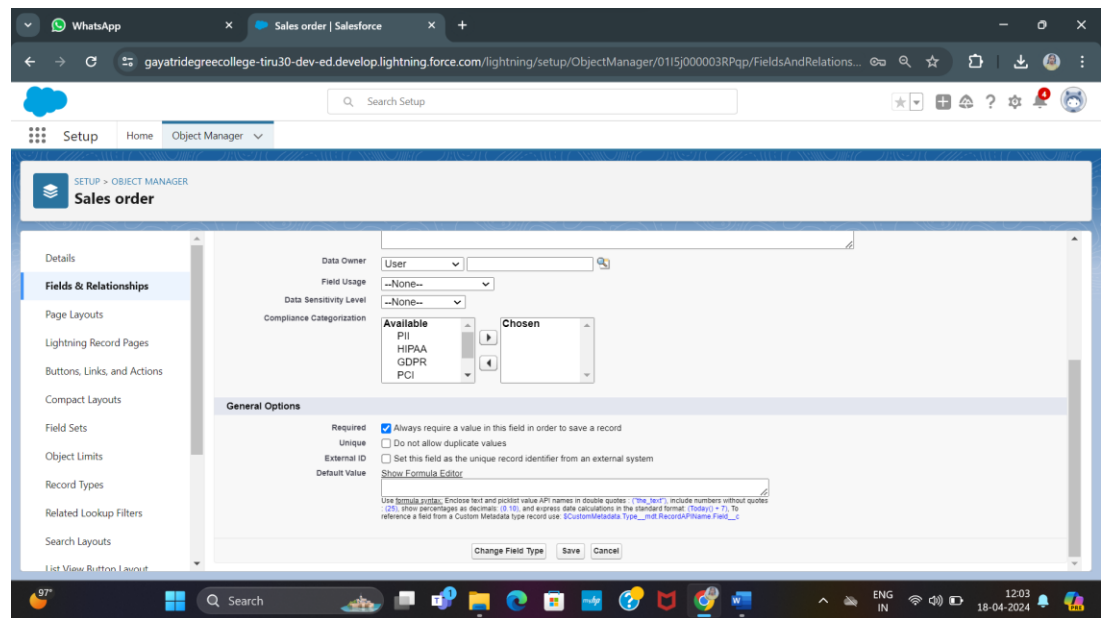 WhatsApp
Sales order | Salesforce
gayatridegreecollege-tiru30-dev-ed.develop.lightning.force.com/lightning/setup/ObjectManager/01I5j000003RPqp/FieldsAndRelations...
Search Setup
Setup Home Object Manager
SETUP > OBJECT MANAGER
Sales order
Details
Fields & Relationships
Page Layouts
Lightning Record Pages
Buttons, Links, and Actions
Compact Layouts
Field Sets
Object Limits
Record Types
Related Lookup Filters
Search Layouts
List View Button Layout
Data Owner User
Field Usage --None--
Data Sensitivity Level --None--
Compliance Categorization
Available Chosen
PII
HIPAA
GDPR
PCI
General Options
Required Always require a value in this field in order to save a record
Unique Do not allow duplicate values
External ID Set this field as the unique record identifier from an external system
Default Value Show Formula Editor
Use formula syntax: Enclose text and picklist value API names in double quotes : ("the_text"), include numbers without quotes
: (25), show percentages as decimals: (0.10), and express date calculations in the standard format: (Today() + 7), To
reference a field from a Custom Metadata type record use: $CustomMetadata.Type__mdt.RecordAPIName.Field__c
Change Field Type Save Cancel
97°
Search
ENG
IN
12:03
18-04-2024
PRE